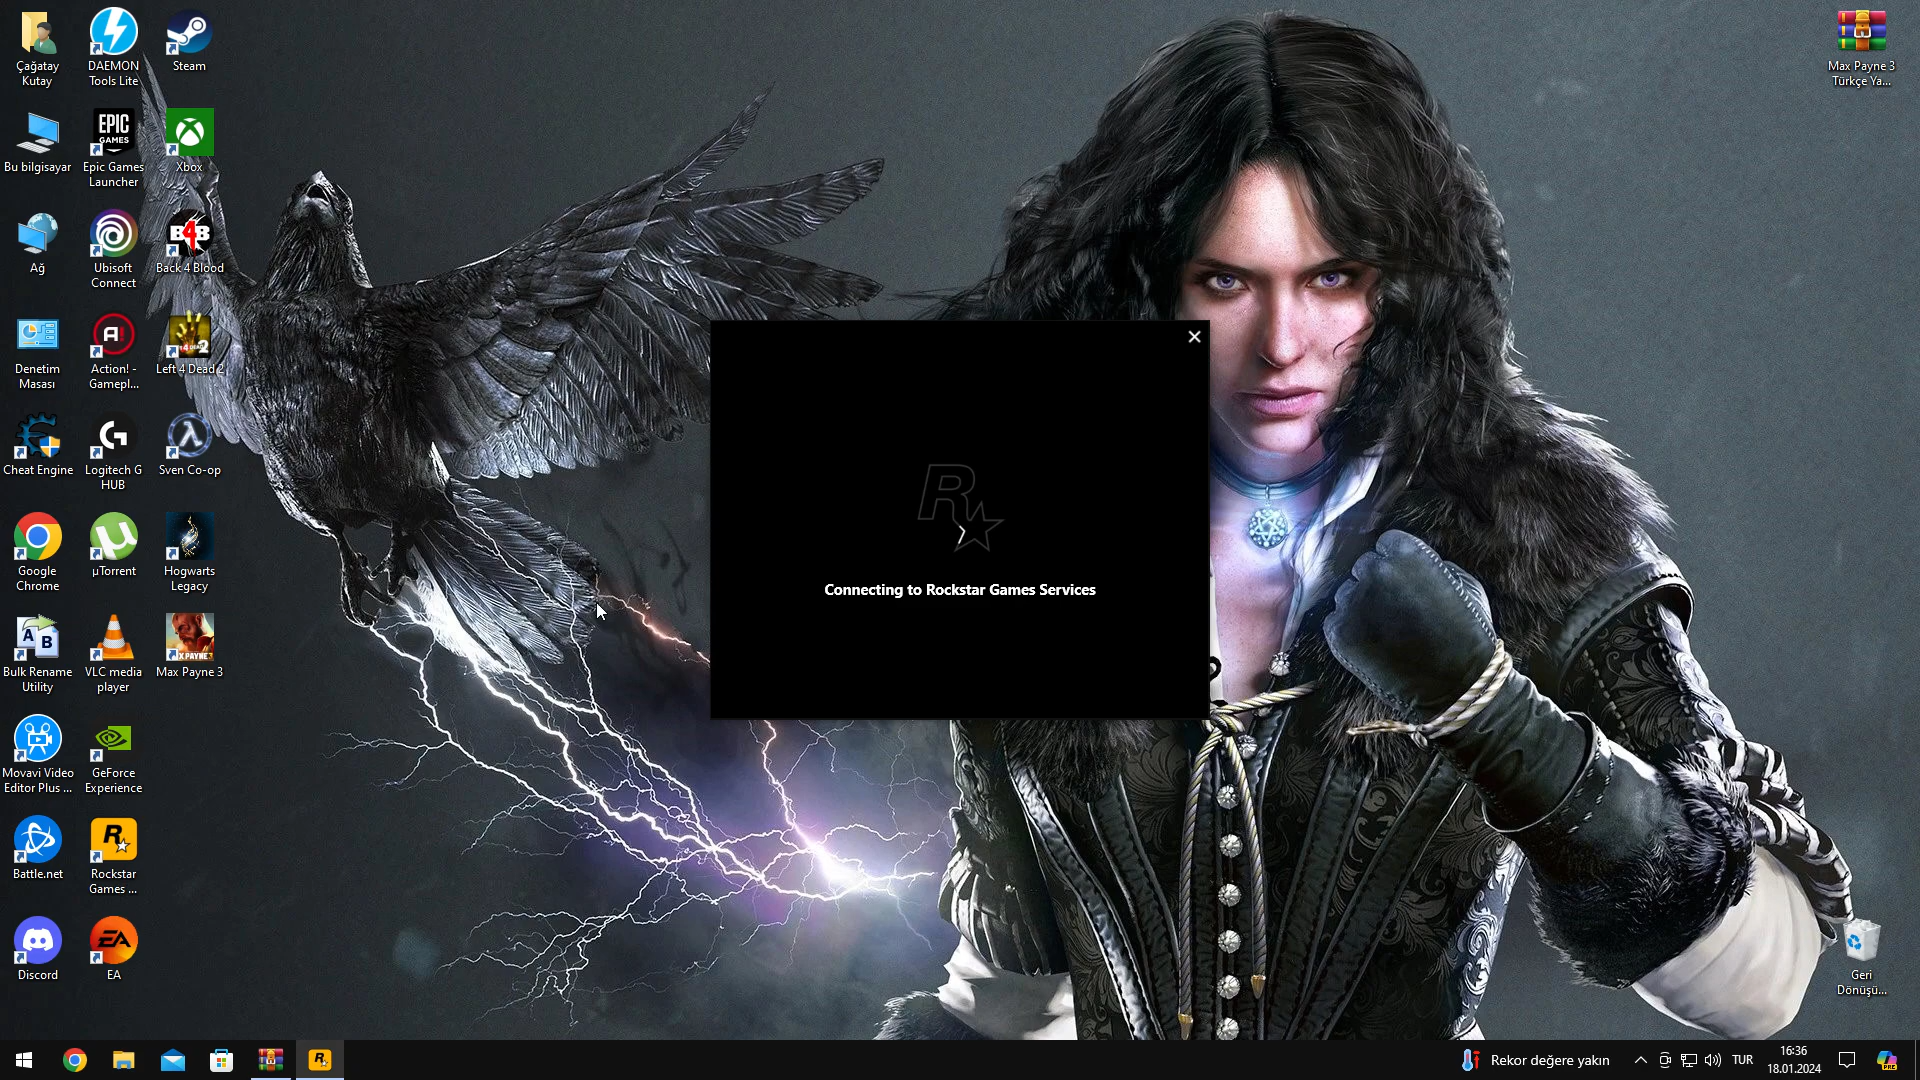 Çağatay
Kutay
DAEMON
Tools Lite
Steam
Bu bilgisayar
EPIC
GAMES
Epic Games
Launcher
Xbox
Ağ
Ubisoft
Connect
B4B
Back 4 Blood
Denetim
Masası
A!
Action! -
Gamepl...
Left 4 Dead 2
Cheat Engine
G
Logitech G
HUB
Sven Co-op
Google
Chrome
µ
µTorrent
Hogwarts
Legacy
A B
Bulk Rename
Utility
VLC media
player
Max Payne 3
Movavi Video
Editor Plus ...
GeForce
Experience
Battle.net
R
Rockstar
Games ...
Discord
EA
EA
Max Payne 3
Türkçe Ya...
R
Connecting to Rockstar Games Services
Geri
Dönüşü...
R
Rekor değere yakın
TUR
16:36
18.01.2024
PRE